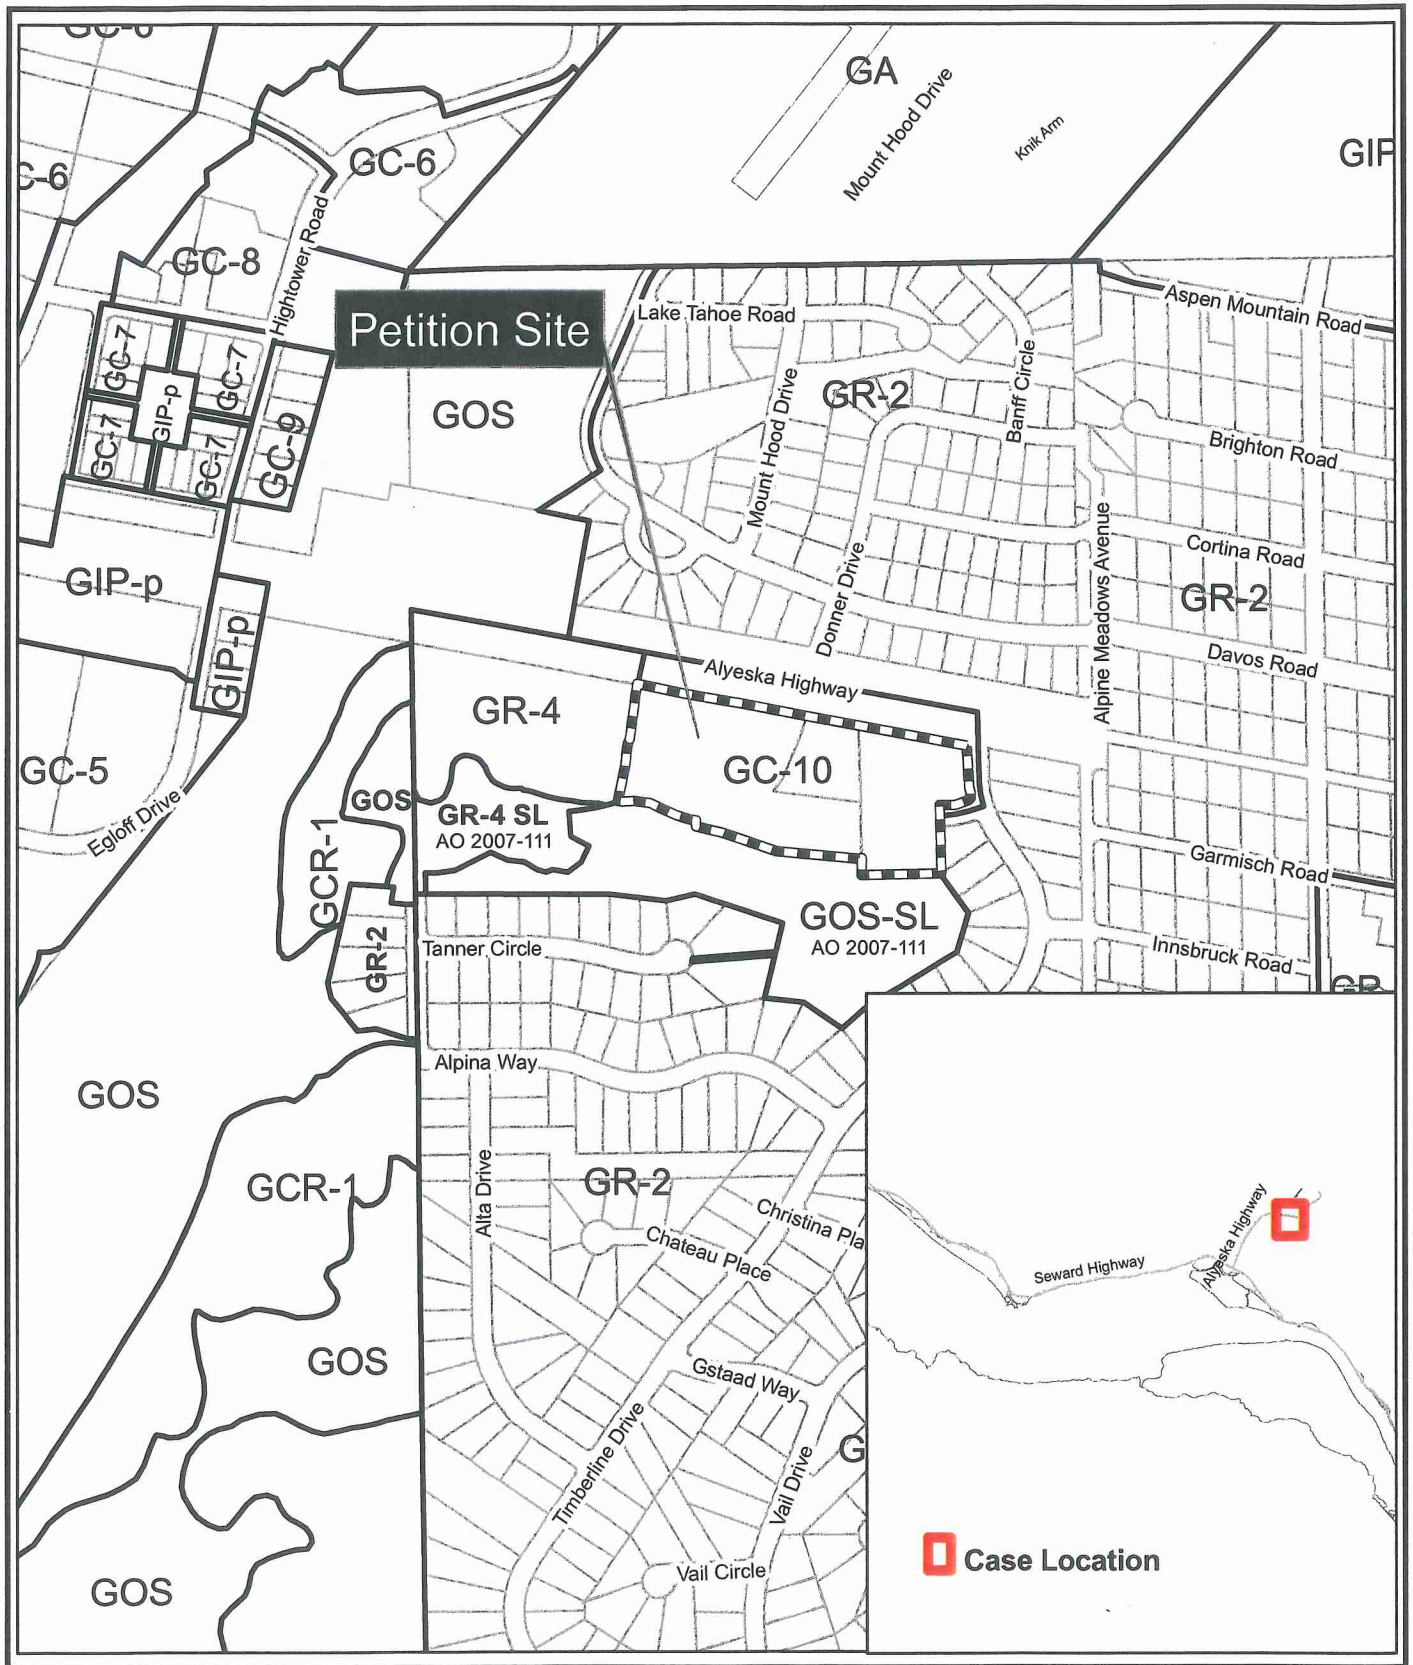 GC-6
GA
Mount Hood Drive
Knik Arm
GIP
C-6
GC-6
GC-8
Hightower Road
Petition Site
Lake Tahoe Road
Aspen Mountain Road
GC-7
GC-7
GIP-p
GC-7
GC-7
GC-9
GOS
Mount Hood Drive
GR-2
Banff Circle
Brighton Road
Donner Drive
Alpine Meadows Avenue
Cortina Road
GR-2
Davos Road
GIP-p
GIP-p
Alyeska Highway
GR-4
GC-10
GC-5
Egloff Drive
GOS
GR-4 SL
AO 2007-111
GCR-1
Garmisch Road
GOS-SL
AO 2007-111
GR-2
Tanner Circle
Innsbruck Road
GR
Alpina Way
GOS
GCR-1
Alta Drive
GR-2
Christina Pla
Chateau Place
GOS
Gstaad Way
Timberline Drive
Vail Drive
G
Vail Circle
GOS
Alyeska Highway
Alyeska Highway
Seward Highway
Case Location